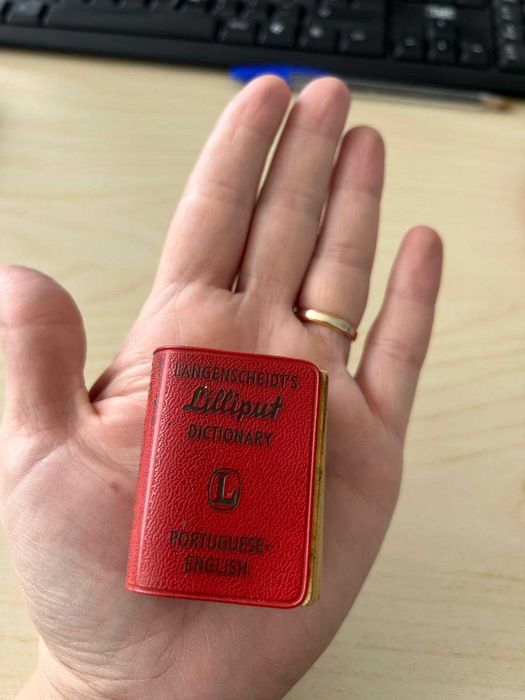 LANGENSCHEIDT'S
Lilliput
DICTIONARY
L
PORTUGUESE-
ENGLISH